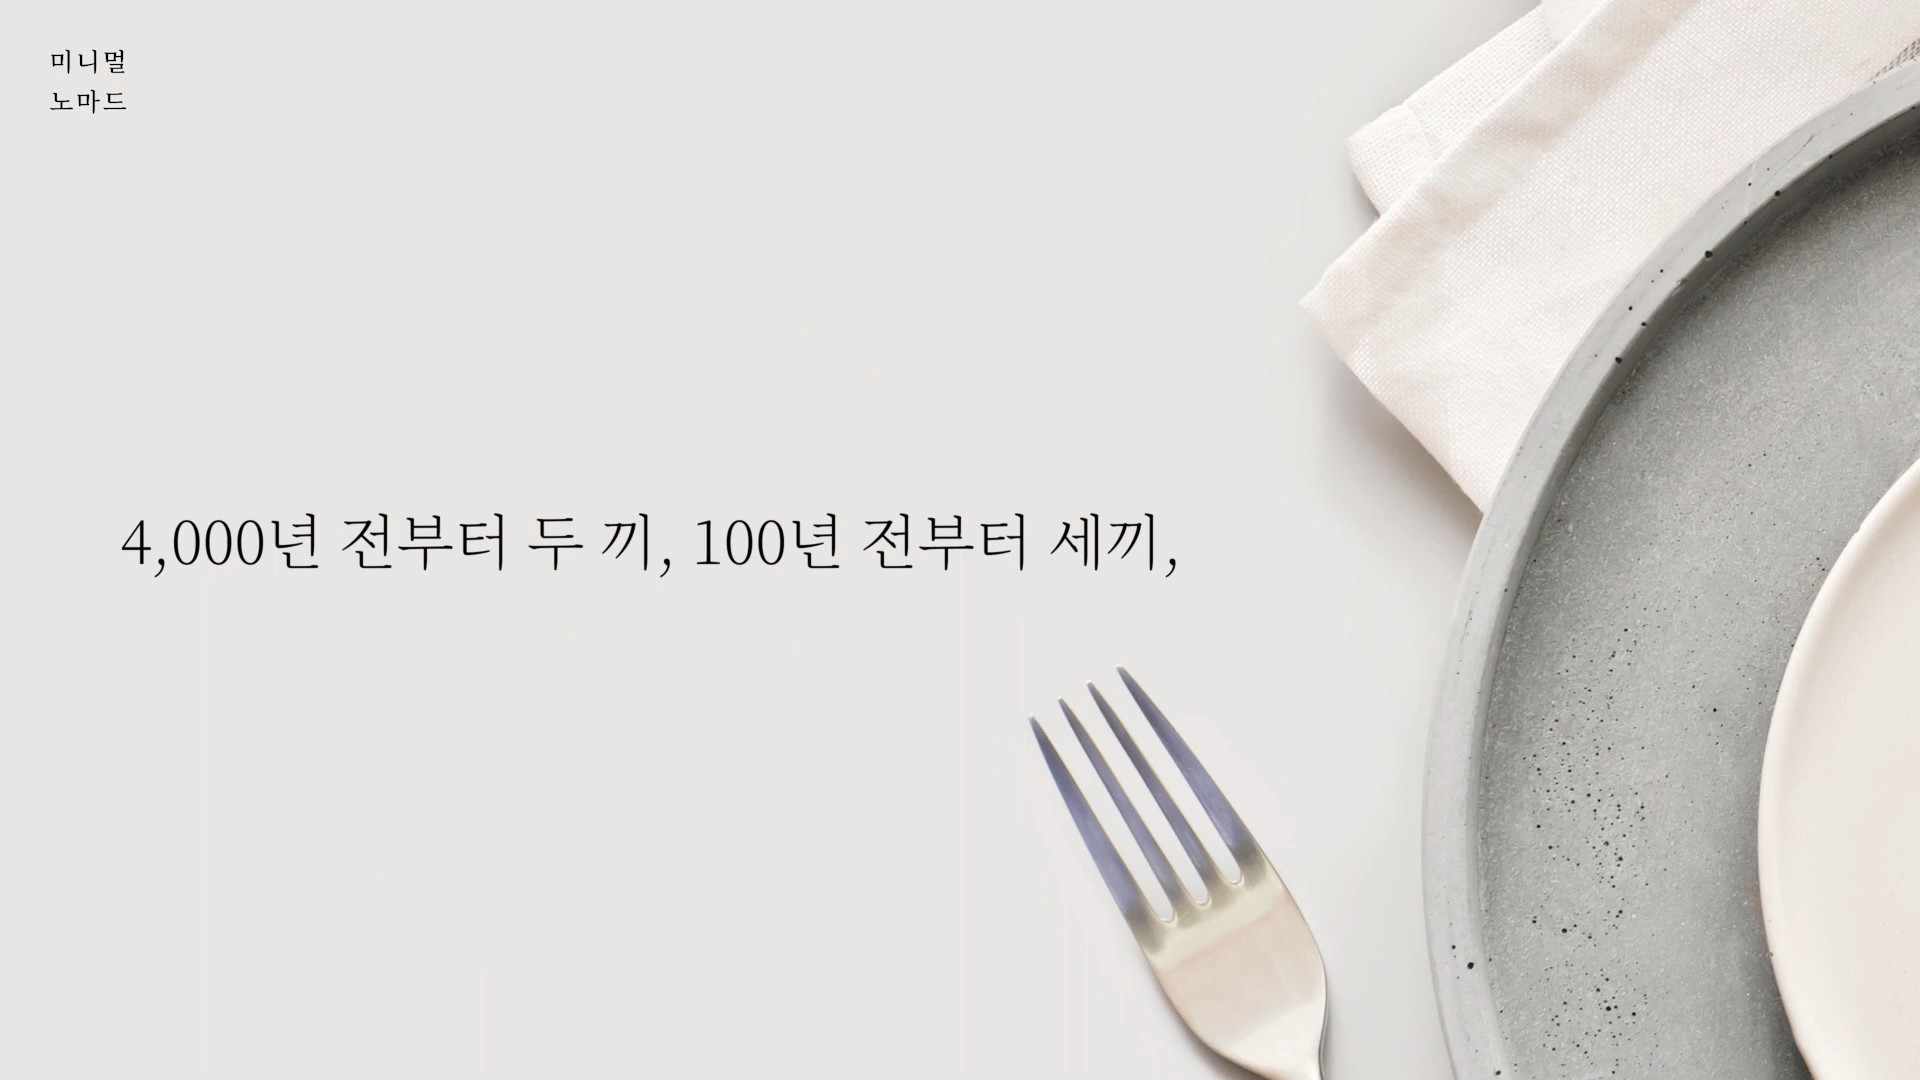 미니멀
노마드
4,000년 전부터 두 끼, 100년 전부터 세끼,